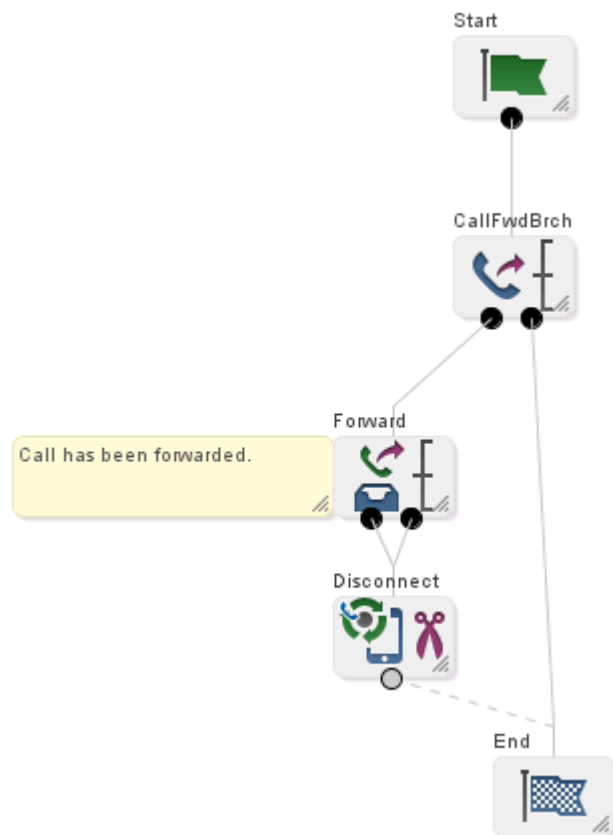 Start
CallFwdBrch
Forward
Call has been forwarded.
Disconnect
End